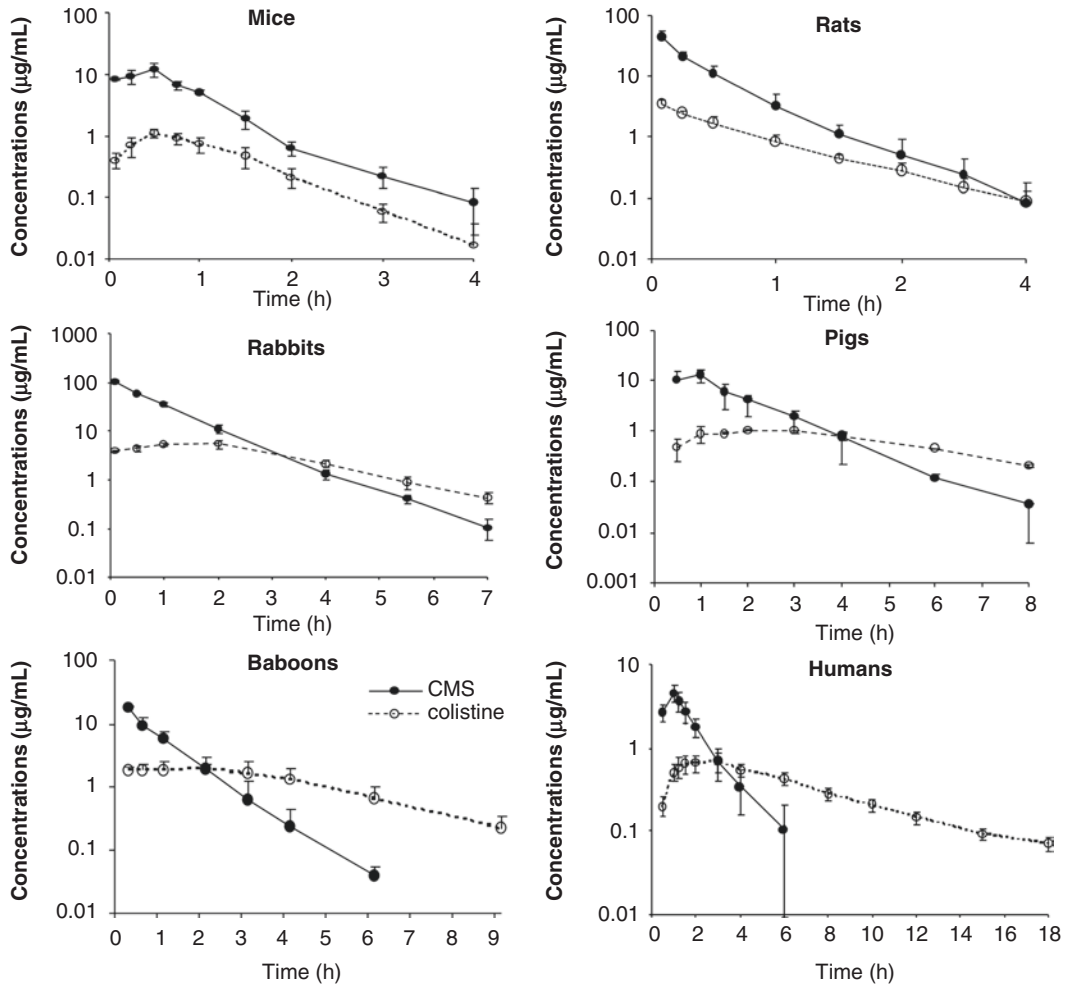 Mice
Concentrations (µg/mL)
100
10
1
0.1
0.01
0 1 2 3 4
Time (h)
Rats
Concentrations (µg/mL)
100
10
1
0.1
0.01
0 1 2 4
Time (h)
Rabbits
Concentrations (µg/mL)
1000
100
10
1
0.1
0.01
0 1 2 3 4 5 6 7
Time (h)
Pigs
Concentrations (µg/mL)
100
10
1
0.1
0.01
0.001
0 1 2 3 4 5 6 7 8
Time (h)
Baboons
Concentrations (µg/mL)
100
10
1
0.1
0.01
CMS
colistine
0 1 2 3 4 5 6 7 8 9
Time (h)
Humans
Concentrations (µg/mL)
10
1
0.1
0.01
0 2 4 6 8 10 12 14 16 18
Time (h)